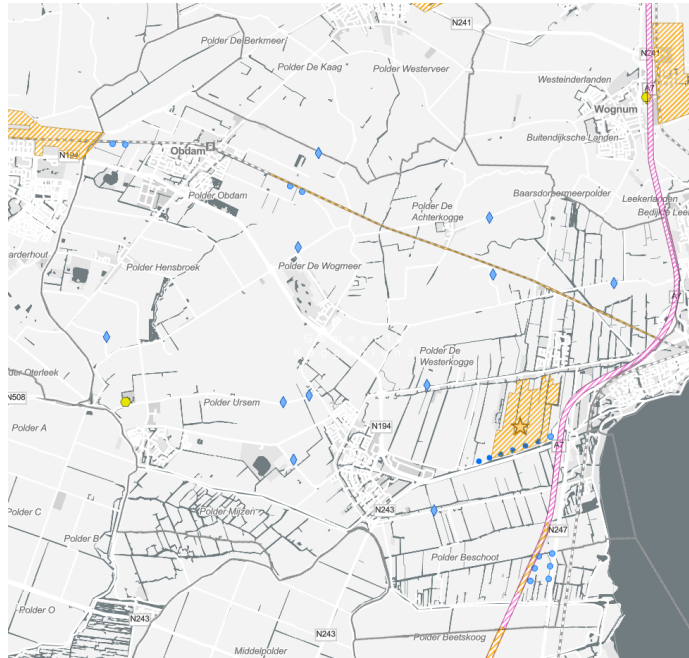 N241
Polder De Berkmeer
Polder De Kaag
Polder Westerveer
N241
Westeinderlanden
A7
Wognum
Buitendijksche Landen
Obdam
N194
Polder Obdam
Baarsdorpermeerpolder
Leekerlanden
Polder De
Achterkogge
Bedijkte Leek
arderhout
Polder Hensbroek
Polder De Wogmeer
A7
Polder De
Westerkogge
lder Oterleek
N508
Polder Ursem
Polder A
N194
A7
Polder C
Polder Mijzen
N243
N247
Polder B
Polder Beschoot
Polder O
N243
N243
Polder Beetskoog
Middelpolder